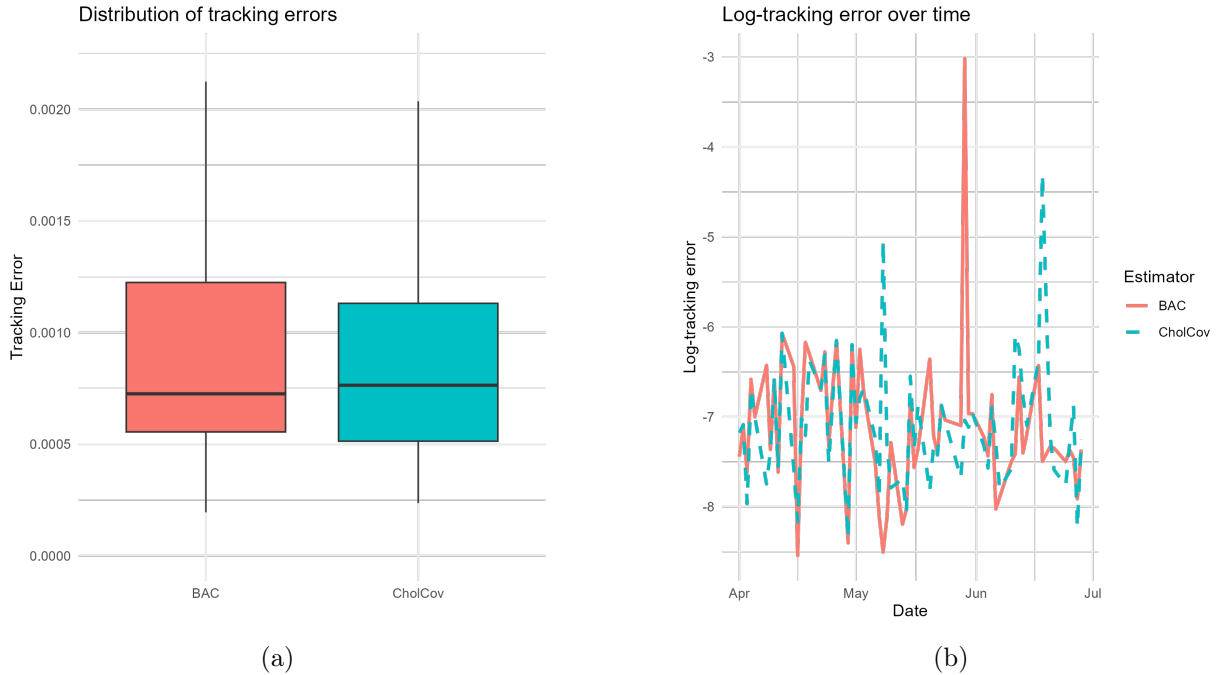 Distribution of tracking errors
Tracking Error
0.0020
0.0015
0.0010
0.0005
0.0000
BAC CholCov
(a)
Log-tracking error over time
Log-tracking error
-3
-4
-5
-6
-7
-8
Apr May Jun Jul
Date
Estimator
BAC
CholCov
(b)